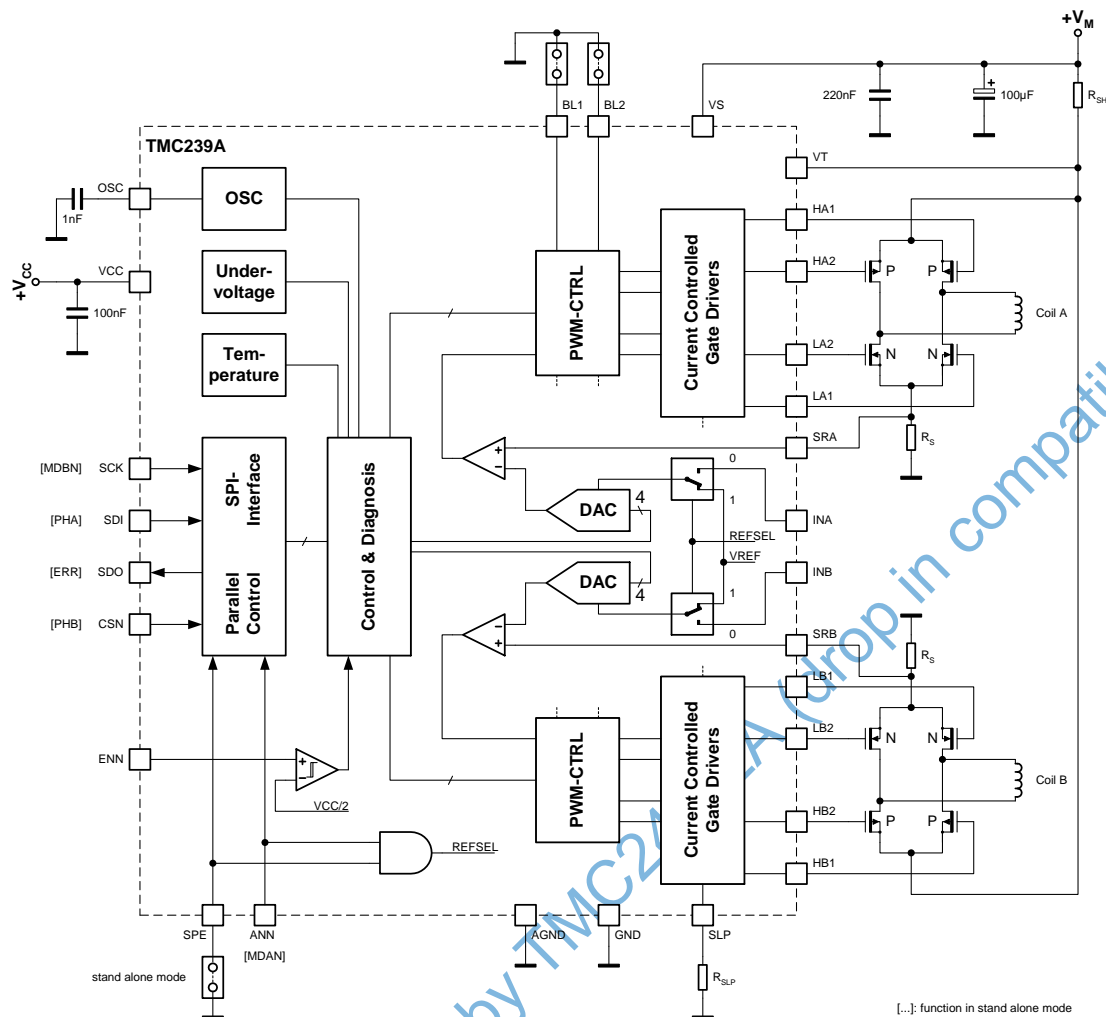 +VM
220nF
+
100µF
RSH
BL1
BL2
VS
TMC239A
VT
OSC
1nF
OSC
HA1
PWM-CTRL
Current Controlled
Gate Drivers
HA2
P
P
+VCC
VCC
100nF
Under-
voltage
Coil A
Tem-
perature
LA2
N
N
LA1
SRA
RS
+
−
[MDBN]
SCK
SPI-
Interface
Parallel
Control
Control & Diagnosis
0
1
DAC
4
[PHA]
SDI
INA
REFSEL
VREF
[ERR]
SDO
INB
DAC
4
1
0
[PHB]
CSN
−
+
SRB
RS
LB1
PWM-CTRL
Current Controlled
Gate Drivers
LB2
N
N
ENN
+
−
VCC/2
Coil B
HB2
P
P
REFSEL
HB1
SPE
ANN
[MDAN]
AGND
GND
SLP
stand alone mode
RSLP
[...]: function in stand alone mode
by TMC24
A (drop in compatil